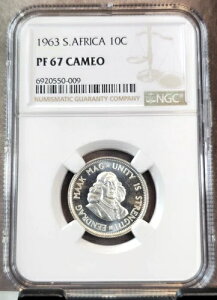 1963 S.AFRICA 10C
PF 67 CAMEO
6920550-009
NUMISMATIC GUARANTY COMPANY
NGC
EENDRAG MAAK MAG · UNITY IS STRENGTH